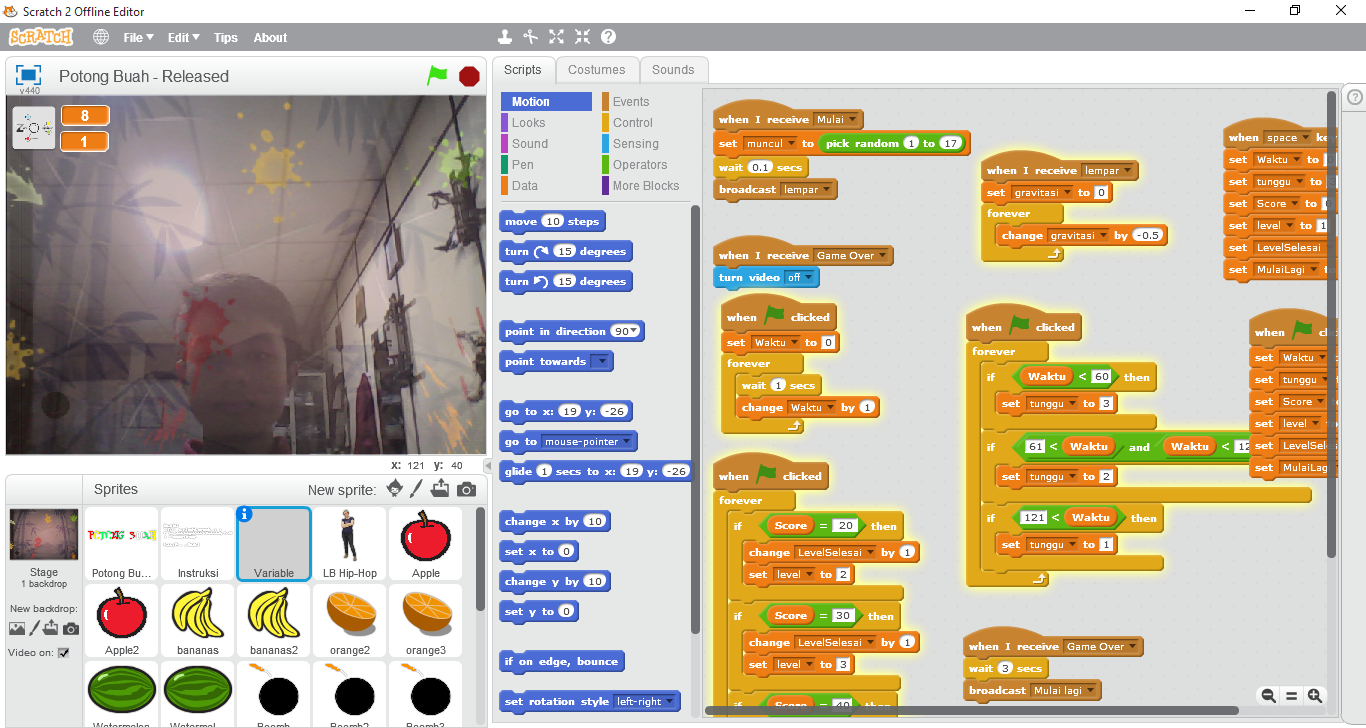 Scratch 2 Offline Editor
SCRATCH File Edit Tips About
v440
Potong Buah - Released
8
1
x: 121 y: 40
Sprites
New sprite:
Stage
1 backdrop
New backdrop:
Video on:
Potong Bu...
Instruksi
Variable
LB Hip-Hop
Apple
Apple2
bananas
bananas2
orange2
orange3
Scripts
Costumes
Sounds
Motion
Looks
Sound
Pen
Data
Events
Control
Sensing
Operators
More Blocks
move 10 steps
turn 15 degrees
turn 15 degrees
point in direction 90
point towards
go to x: 19 y: -26
go to mouse-pointer
glide 1 secs to x: 19 y: -26
change x by 10
set x to 0
change y by 10
set y to 0
if on edge, bounce
set rotation style left-right
when I receive Mulai
set muncul to pick random 1 to 17
wait 0.1 secs
broadcast lempar
when I receive Game Over
turn video off
when clicked
set Waktu to 0
forever
wait 1 secs
change Waktu by 1
when clicked
forever
if Score = 20 then
change LevelSelesai by 1
set level to 2
if Score = 30 then
change LevelSelesai by 1
set level to 3
if Score = 40 then
when I receive lempar
set gravitasi to 0
forever
change gravitasi by -0.5
when clicked
forever
if Waktu < 60 then
set tunggu to 3
if 61 < Waktu and Waktu < 12
set tunggu to 2
if 121 < Waktu then
set tunggu to 1
when I receive Game Over
wait 3 secs
broadcast Mulai lagi
when space
set Waktu to
set tunggu to
set Score to
set level to 1
set LevelSelesai
set MulaiLagi
when
set Waktu
set tunggu
set Score
set level
set LevelSele
set MulaiLag